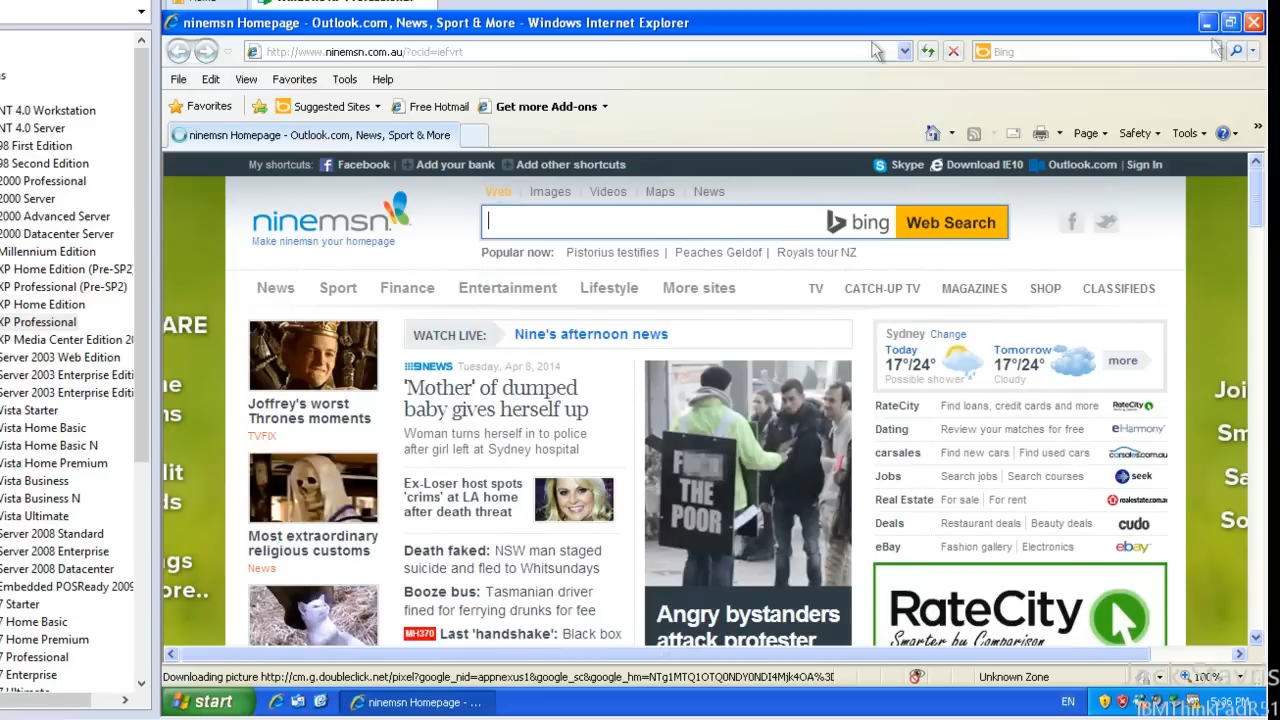 ninemsn Homepage - Outlook.com, News, Sport & More - Windows Internet Explorer
http://www.ninemsn.com.au/?ocid=iefvrt
Bing
File Edit View Favorites Tools Help
Favorites Suggested Sites Free Hotmail Get more Add-ons
ninemsn Homepage - Outlook.com, News, Sport & More
Page Safety Tools
My shortcuts: Facebook Add your bank Add other shortcuts Skype Download IE10 Outlook.com | Sign In
Web Images Videos Maps News
ninemsn
Make ninemsn your homepage
bing Web Search
Popular now: Pistorius testifies | Peaches Geldof | Royals tour NZ
News Sport Finance Entertainment Lifestyle More sites TV CATCH-UP TV MAGAZINES SHOP CLASSIFIEDS
Joffrey's worst
Thrones moments
TVFIX
Most extraordinary
religious customs
News
WATCH LIVE: Nine's afternoon news
9NEWS Tuesday, Apr 8, 2014
'Mother' of dumped
baby gives herself up
Woman turns herself in to police
after girl left at Sydney hospital
Ex-Loser host spots
'crimes' at LA home
after death threat
Death faked: NSW man staged
suicide and fled to Whitsundays
Booze bus: Tasmanian driver
fined for ferrying drunks for fee
MH370 Last 'handshake': Black box
THE
POOR
Angry bystanders
attack protester
Sydney Change
Today Tomorrow
17°/24° 17°/24° more
Possible shower Cloudy
RateCity Find loans, credit cards and more RateCity
Dating Review your matches for free eHarmony
carsales Find new cars | Find used cars carsales.com.au
Jobs Search jobs | Search courses seek
Real Estate For sale | For rent realestate.com.au
Deals Restaurant deals | Beauty deals cudo
eBay Fashion gallery | Electronics ebay
RateCity
Smarter by Comparison
ARE
Joi
Sm
Sa
So
NT 4.0 Workstation
NT 4.0 Server
98 First Edition
98 Second Edition
2000 Professional
2000 Server
2000 Advanced Server
2000 Datacenter Server
Millennium Edition
XP Home Edition (Pre-SP2)
XP Professional (Pre-SP2)
XP Home Edition
XP Professional
XP Media Center Edition 20
Server 2003 Web Edition
Server 2003 Enterprise Editi
Server 2003 Enterprise Editi
Vista Starter
Vista Home Basic
Vista Home Basic N
Vista Home Premium
Vista Business
Vista Business N
Vista Ultimate
Server 2008 Standard
Server 2008 Enterprise
Server 2008 Datacenter
Embedded POSReady 2009
7 Starter
7 Home Basic
7 Home Premium
7 Professional
7 Enterprise
Downloading picture http://cm.g.doubleclick.net/pixel?google_nid=appnexus1&google_sc&google_hm=NTg1MTQ1OTQ0NDY0NDI4Mjk4OA%3D Unknown Zone 100%
start ninemsn Homepage - ... EN 5:36 PM
IBMThinkPadR51